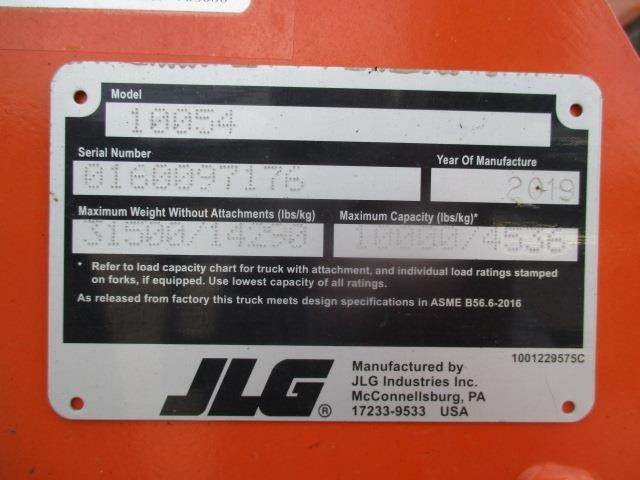 Model
10054
Serial Number
Year Of Manufacture
0160097176
2019
Maximum Weight Without Attachments (lbs/kg)
Maximum Capacity (lbs/kg)*
31500/14290
10000/4536
* Refer to load capacity chart for truck with attachment, and individual load ratings stamped
on forks, if equipped. Use lowest capacity of all ratings.
As released from factory this truck meets design specifications in ASME B56.6-2016
1001229575C
JLG®
Manufactured by
JLG Industries Inc.
McConnellsburg, PA
17233-9533 USA